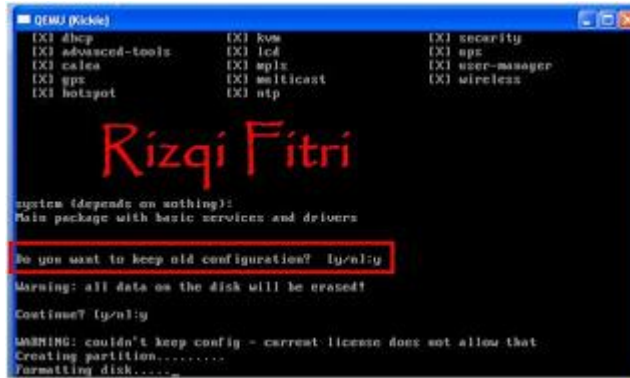 QEMU (Kickle)
[X] dhcp [X] kvm [X] security
[X] advanced-tools [X] lcd [X] ups
[X] calea [X] mpls [X] user-manager
[X] gps [X] multicast [X] wireless
[X] hotspot [X] ntp
Rizqi Fitri
system (depends on nothing):
Main package with basic services and drivers
Do you want to keep old configuration? [y/n]:y
Warning: all data on the disk will be erased!
Continue? [y/n]:y
WARNING: couldn't keep config - current license does not allow that
Creating partition.........
Formatting disk....._